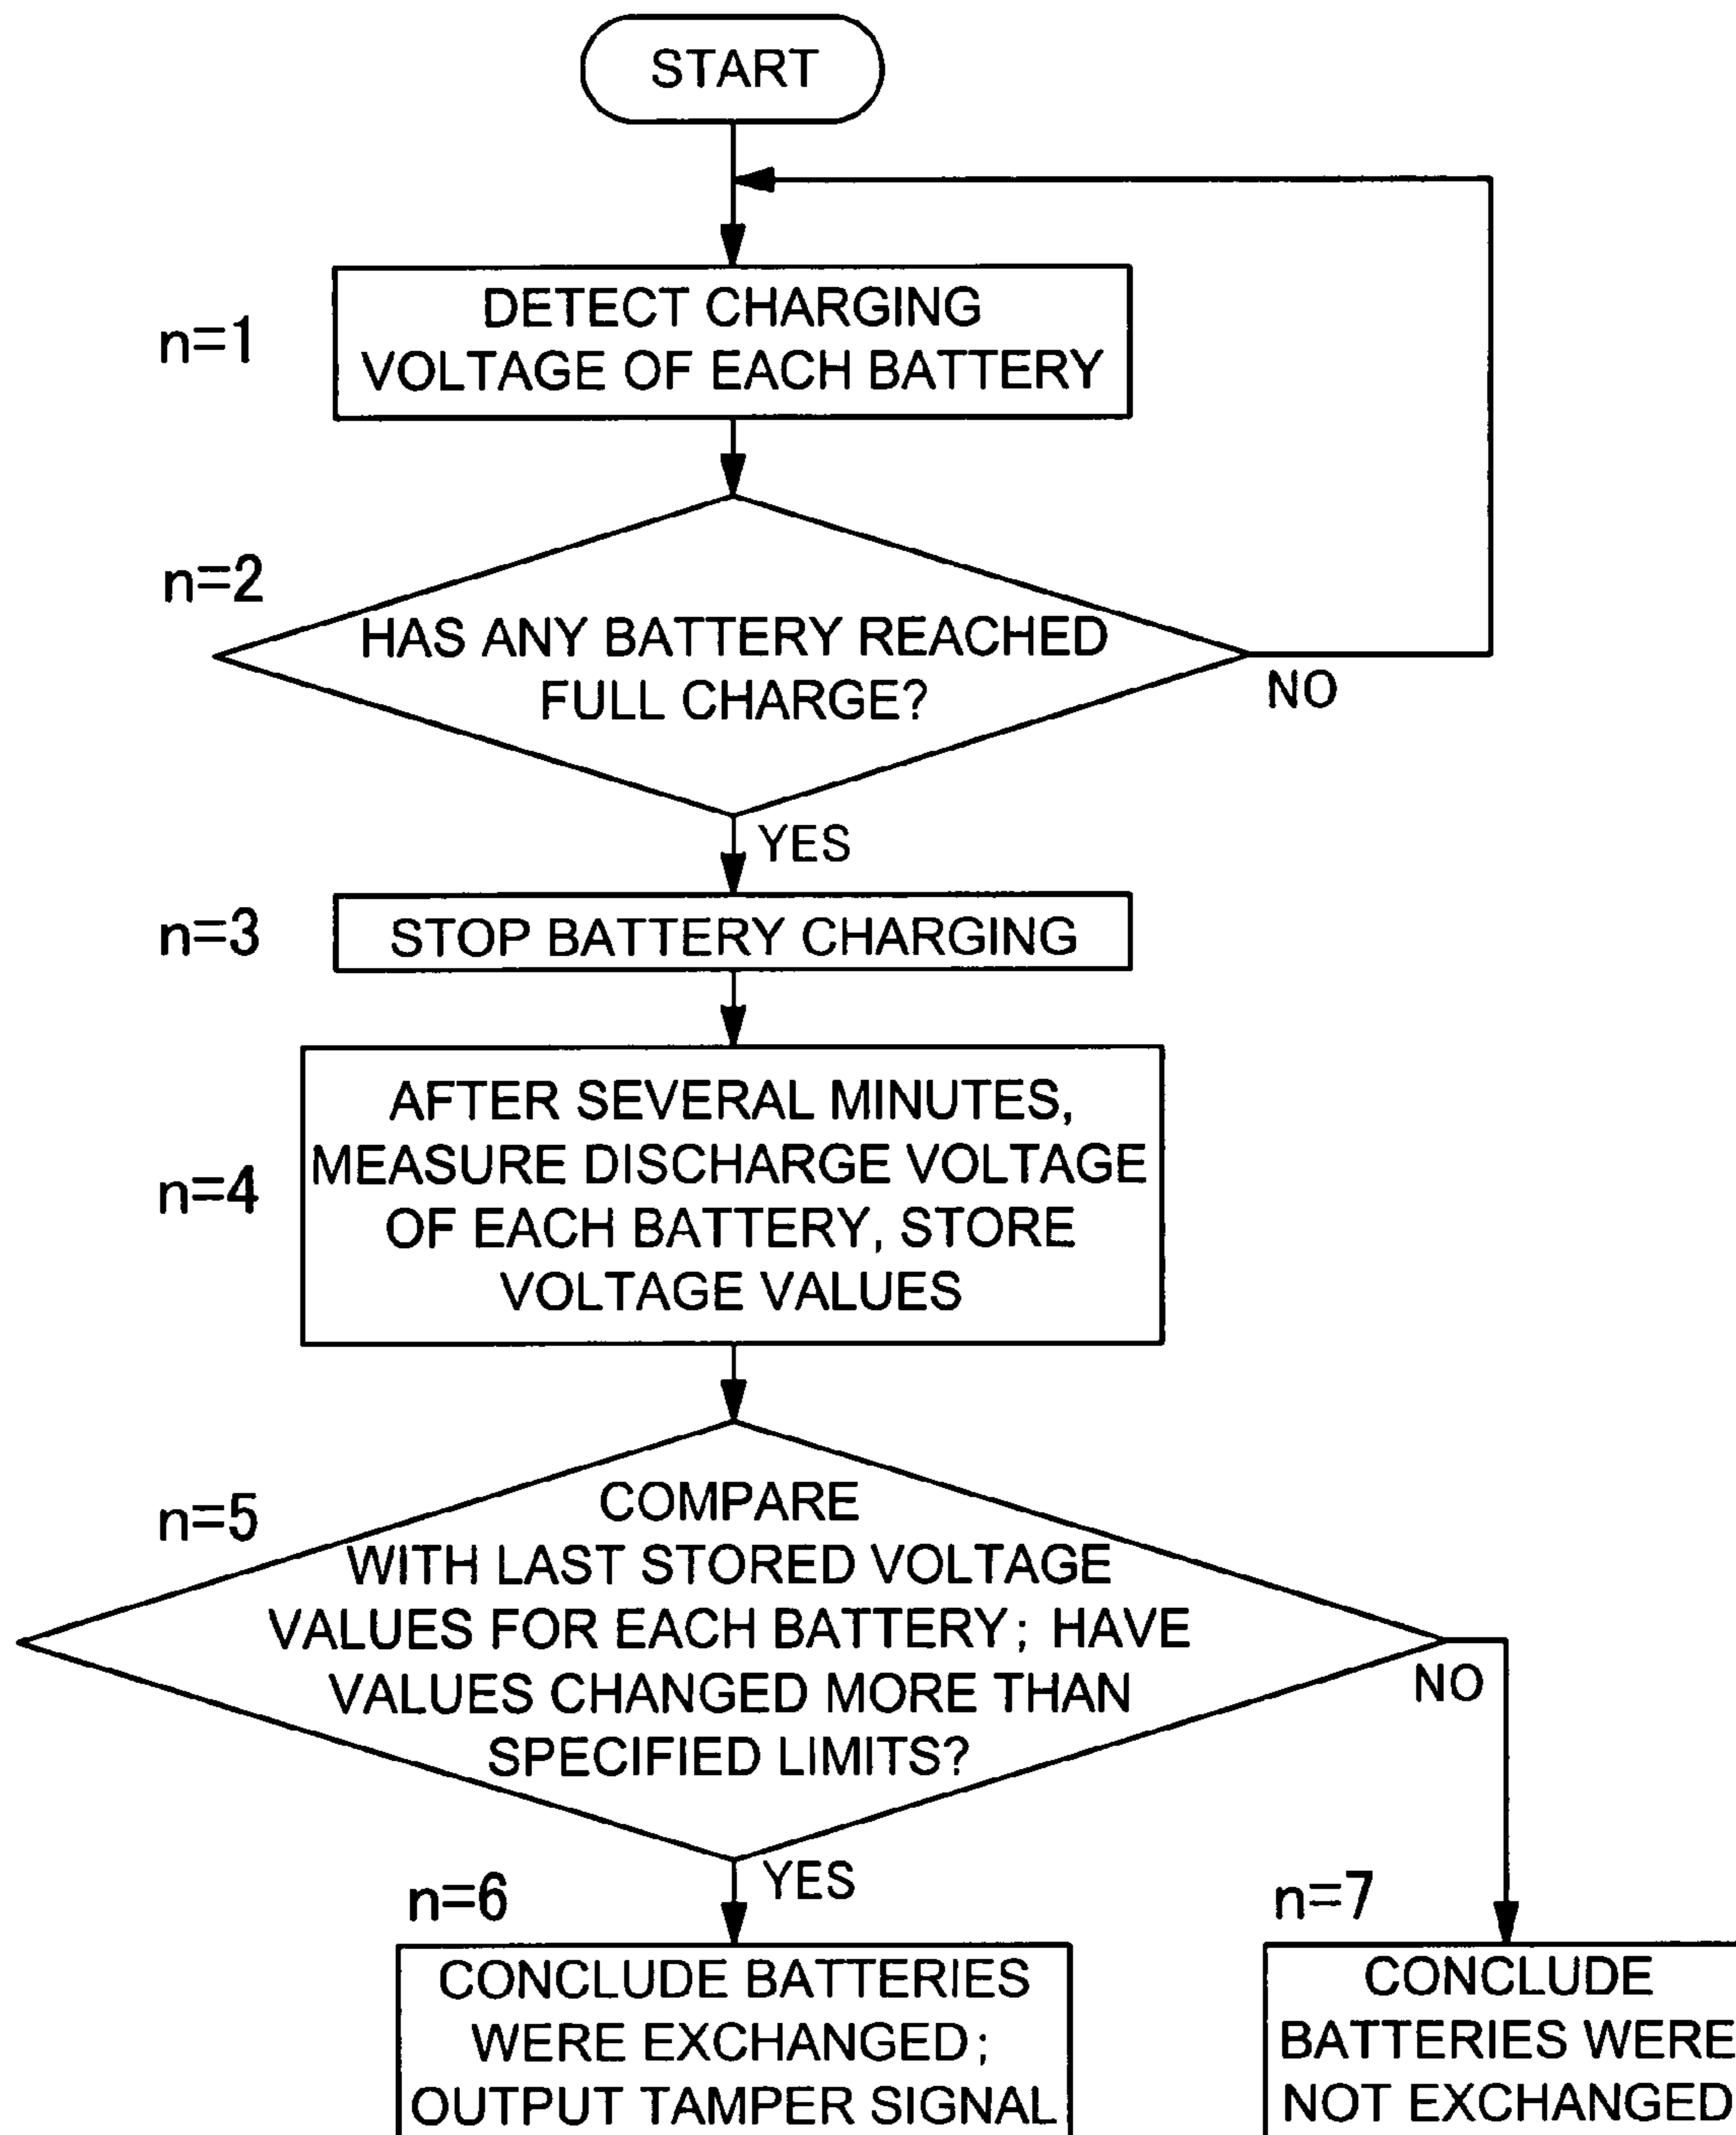 START
n=1
DETECT CHARGING
VOLTAGE OF EACH BATTERY
n=2
HAS ANY BATTERY REACHED
FULL CHARGE?
NO
YES
n=3
STOP BATTERY CHARGING
n=4
AFTER SEVERAL MINUTES,
MEASURE DISCHARGE VOLTAGE
OF EACH BATTERY, STORE
VOLTAGE VALUES
n=5
COMPARE
WITH LAST STORED VOLTAGE
VALUES FOR EACH BATTERY; HAVE
VALUES CHANGED MORE THAN
SPECIFIED LIMITS?
NO
YES
n=6
CONCLUDE BATTERIES
WERE EXCHANGED;
OUTPUT TAMPER SIGNAL
n=7
CONCLUDE
BATTERIES WERE
NOT EXCHANGED